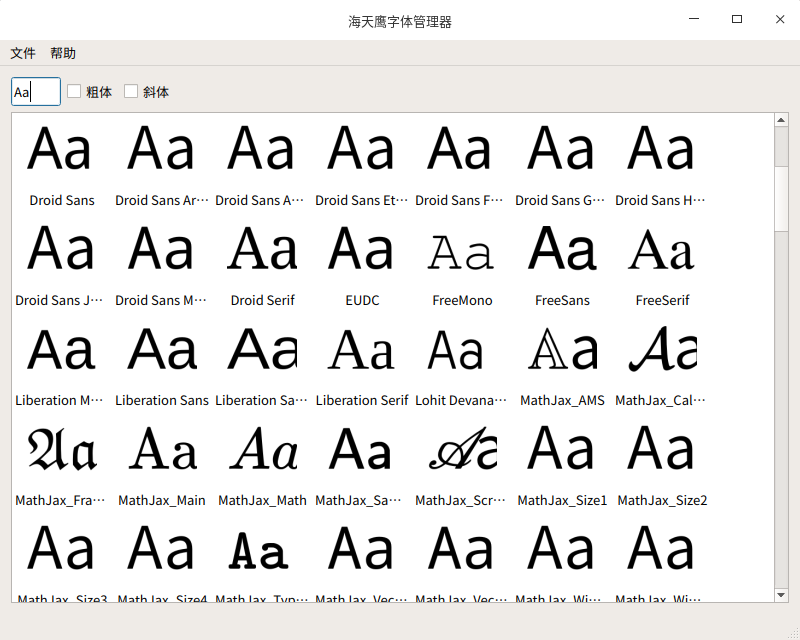 海天鹰字体管理器
文件 帮助
Aa 粗体 斜体
Aa Aa Aa Aa Aa Aa Aa
Droid Sans Droid Sans Ar··· Droid Sans A··· Droid Sans Et··· Droid Sans F··· Droid Sans G··· Droid Sans H···
Aa Aa Aa Aa Aa Aa Aa
Droid Sans J··· Droid Sans M··· Droid Serif EUDC FreeMono FreeSans FreeSerif
Aa Aa Aa Aa Aa Aa Aa
Liberation M··· Liberation Sans Liberation Sa··· Liberation Serif Lohit Devana··· MathJax_AMS MathJax_Cal···
Aa Aa Aa Aa Aa Aa Aa
MathJax_Fra··· MathJax_Main MathJax_Math MathJax_Sa··· MathJax_Scr··· MathJax_Size1 MathJax_Size2
Aa Aa Aa Aa Aa Aa Aa
MathJax_Size3 MathJax_Size4 MathJax_Typ··· MathJax_Vec··· MathJax_Vec··· MathJax_Wi··· MathJax_Wi···